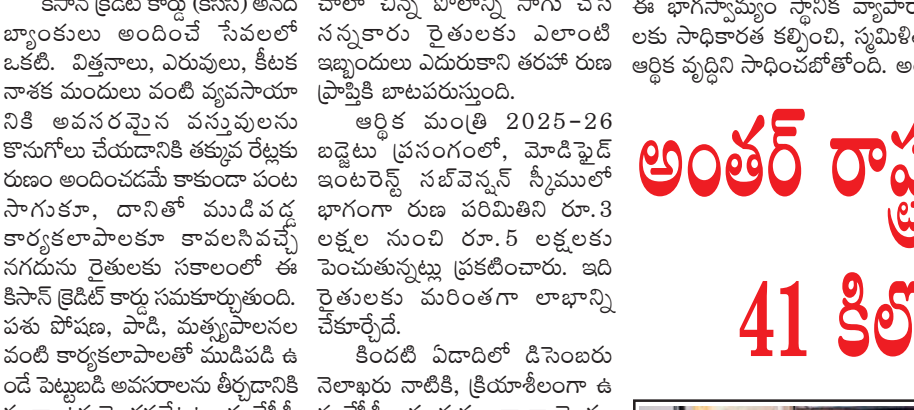 కిసాన్ క్రెడిట్ కార్డు (కేసీసీ) అనేది
బ్యాంకులు అందించే సేవలలో
ఒకటి. విత్తనాలు, ఎరువులు, కీటక
నాశక మందులు వంటి వ్యవసాయా
నికి అవసరమైన వస్తువులను
కొనుగోలు చేయడానికి తక్కువ రేట్లకు
రుణం అందించడమే కాకుండా పంట
సాగుకూ, దానితో ముడివడ్డ
కార్యకలాపాలకూ కావలసివచ్చే
నగదును రైతులకు సకాలంలో ఈ
కిసాన్ క్రెడిట్ కార్డు సమకూర్చుతుంది.
పశు పోషణ, పాడి, మత్స్యపాలనల
వంటి కార్యకలాపాలతో ముడిపడి ఉ
ండే పెట్టుబడి అవసరాలను తీర్చడానికి
చాలా చిన్న పొలాన్ని సాగు చేసే
సన్నకారు రైతులకు ఎలాంటి
ఇబ్బందులు ఎదురుకాని తరహా రుణ
ప్రాప్తికి బాటపరుస్తుంది.
ఆర్థిక మంత్రి 2025-26
బడ్జెటు ప్రసంగంలో, మోడిఫైడ్
ఇంటరెస్ట్ సబ్‌వెన్షన్ స్కీములో
భాగంగా రుణ పరిమితిని రూ.3
లక్షల నుంచి రూ.5 లక్షలకు
పెంచుతున్నట్లు ప్రకటించారు. ఇది
రైతులకు మరింతగా లాభాన్ని
చేకూర్చేదే.
కిందటి ఏడాదిలో డిసెంబరు
నెలాఖరు నాటికి, క్రియాశీలంగా ఉ
ఈ భాగస్వామ్యం స్థానిక
లకు సాధికారత కల్పించి,
ఆర్థిక వృద్ధిని సాధించబోతోంది.
అంతర్
41